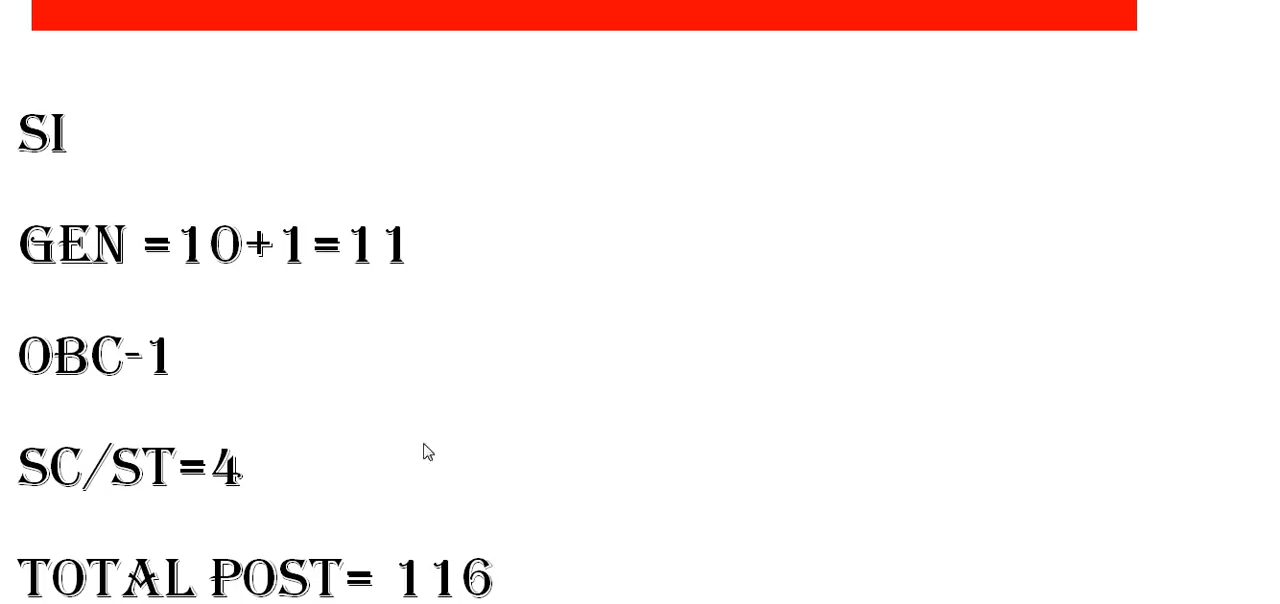 SI
GEN =10+1=11
OBC-1
SC/ST=4
TOTAL POST= 116